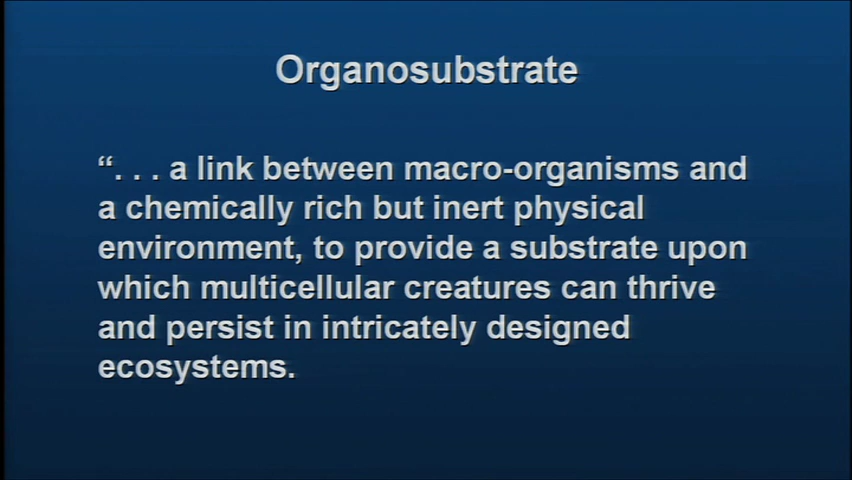 Organosubstrate
“. . . a link between macro-organisms and
a chemically rich but inert physical
environment, to provide a substrate upon
which multicellular creatures can thrive
and persist in intricately designed
ecosystems.